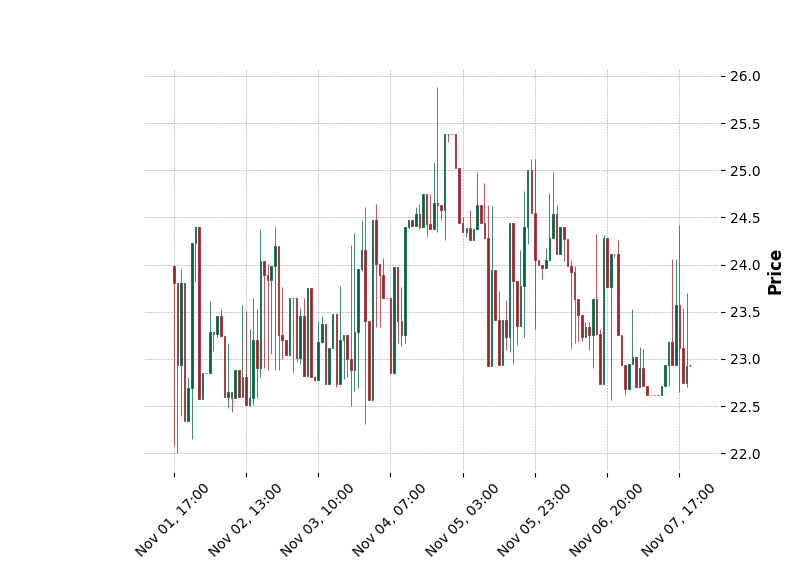 26.0
25.5
25.0
24.5
24.0
23.5
23.0
22.5
22.0
Price
Nov 01, 17:00
Nov 02, 13:00
Nov 03, 10:00
Nov 04, 07:00
Nov 05, 03:00
Nov 05, 23:00
Nov 06, 20:00
Nov 07, 17:00